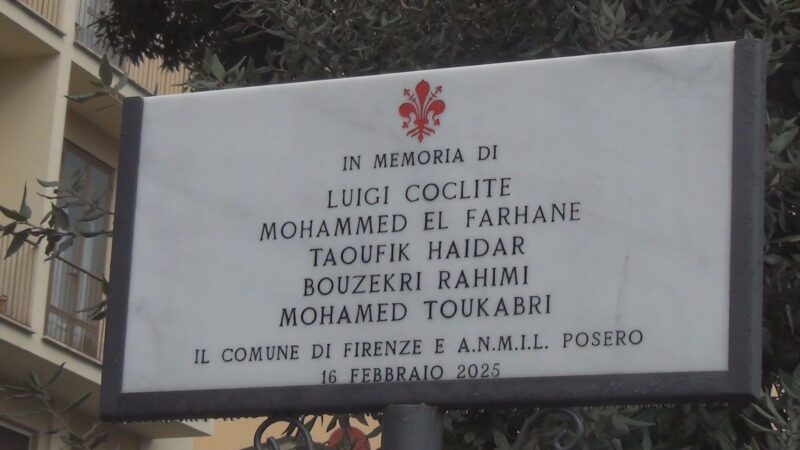 IN MEMORIA DI
LUIGI COCLITE
MOHAMMED EL FARHANE
TAOUFIK HAIDAR
BOUZEKRI RAHIMI
MOHAMED TOUKABRI
IL COMUNE DI FIRENZE E A.N.M.I.L. POSERO
16 FEBBRAIO 2025